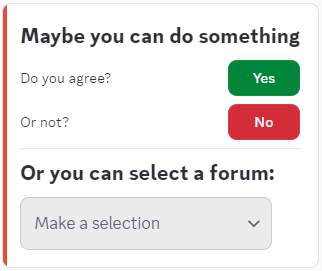 Maybe you can do something
Do you agree? Yes
Or not? No
Or you can select a forum:
Make a selection